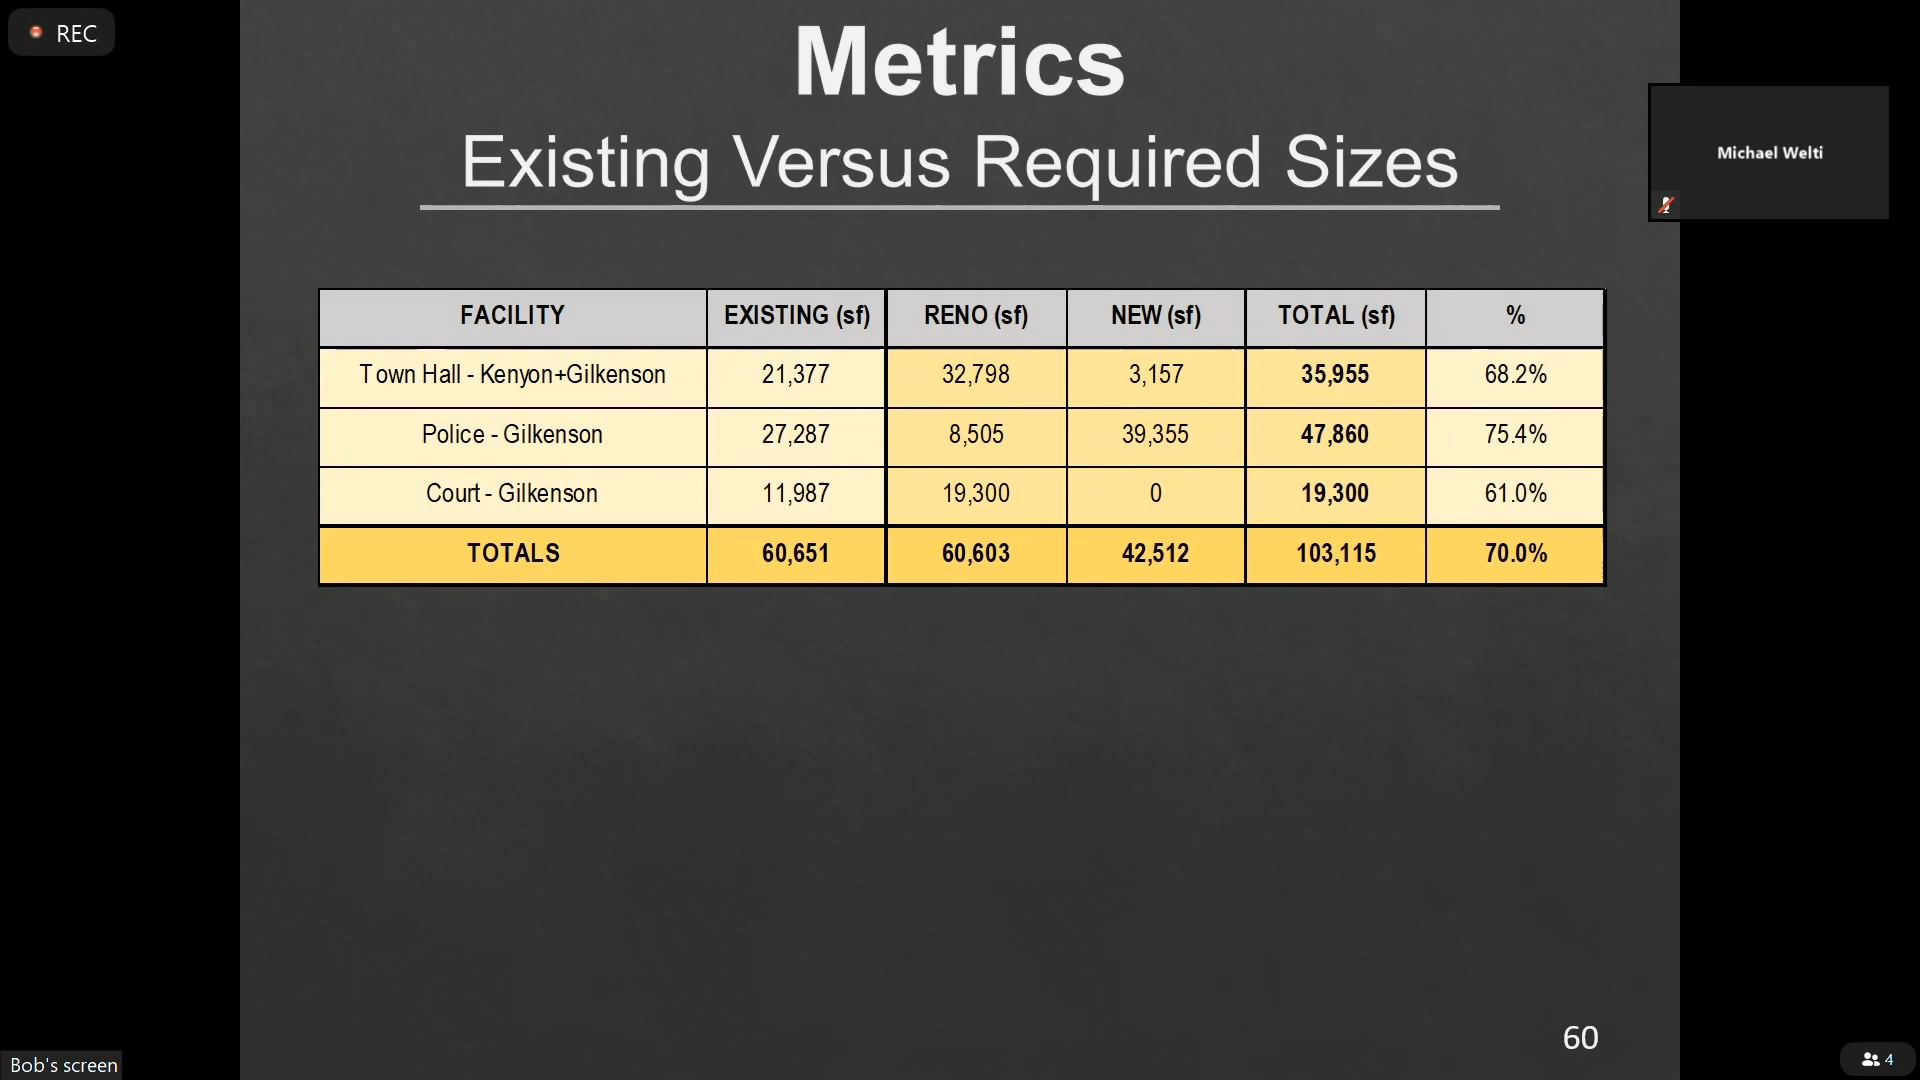 REC
Metrics
Existing Versus Required Sizes
Michael Welti
FACILITY EXISTING (sf) RENO (sf) NEW (sf) TOTAL (sf) %
Town Hall - Kenyon+Gilkenson 21,377 32,798 3,157 35,955 68.2%
Police - Gilkenson 27,287 8,505 39,355 47,860 75.4%
Court - Gilkenson 11,987 19,300 0 19,300 61.0%
TOTALS 60,651 60,603 42,512 103,115 70.0%
60
Bob's screen
4